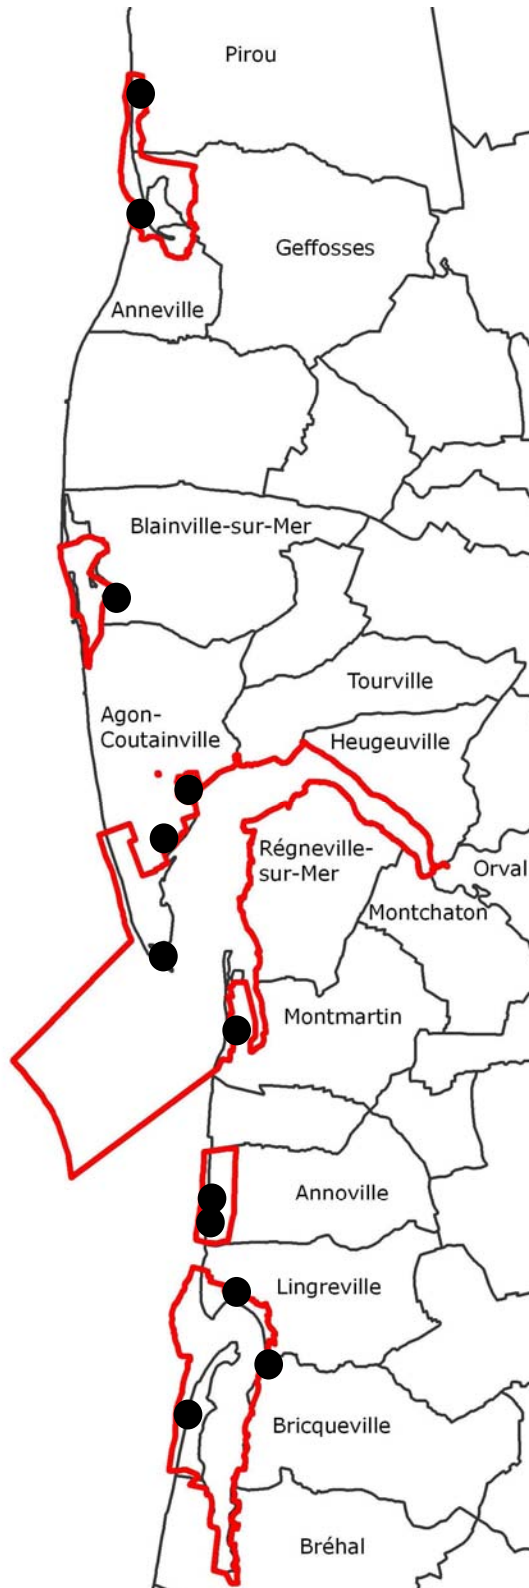 Pirou
Geffosses
Anneville
Blainville-sur-Mer
Tourville
Agon-
Coutainville
Heugeuville
Régneville-
sur-Mer
Orval
Montchaton
Montmartin
Annoville
Lingreville
Bricqueville
Bréhal